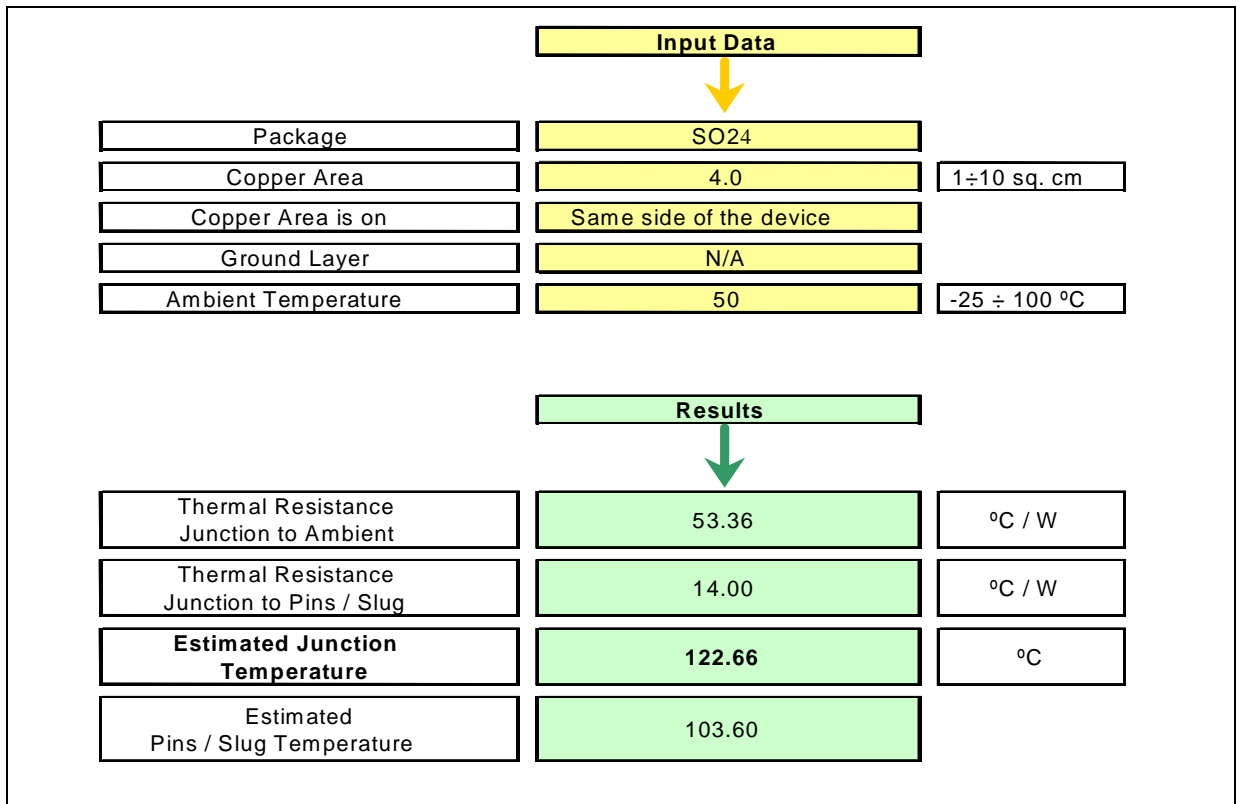 Input Data
Package SO24
Copper Area 4.0 1÷10 sq. cm
Copper Area is on Same side of the device
Ground Layer N/A
Ambient Temperature 50 -25 ÷ 100 ºC
Results
Thermal Resistance
Junction to Ambient 53.36 ºC / W
Thermal Resistance
Junction to Pins / Slug 14.00 ºC / W
Estimated Junction
Temperature 122.66 ºC
Estimated
Pins / Slug Temperature 103.60